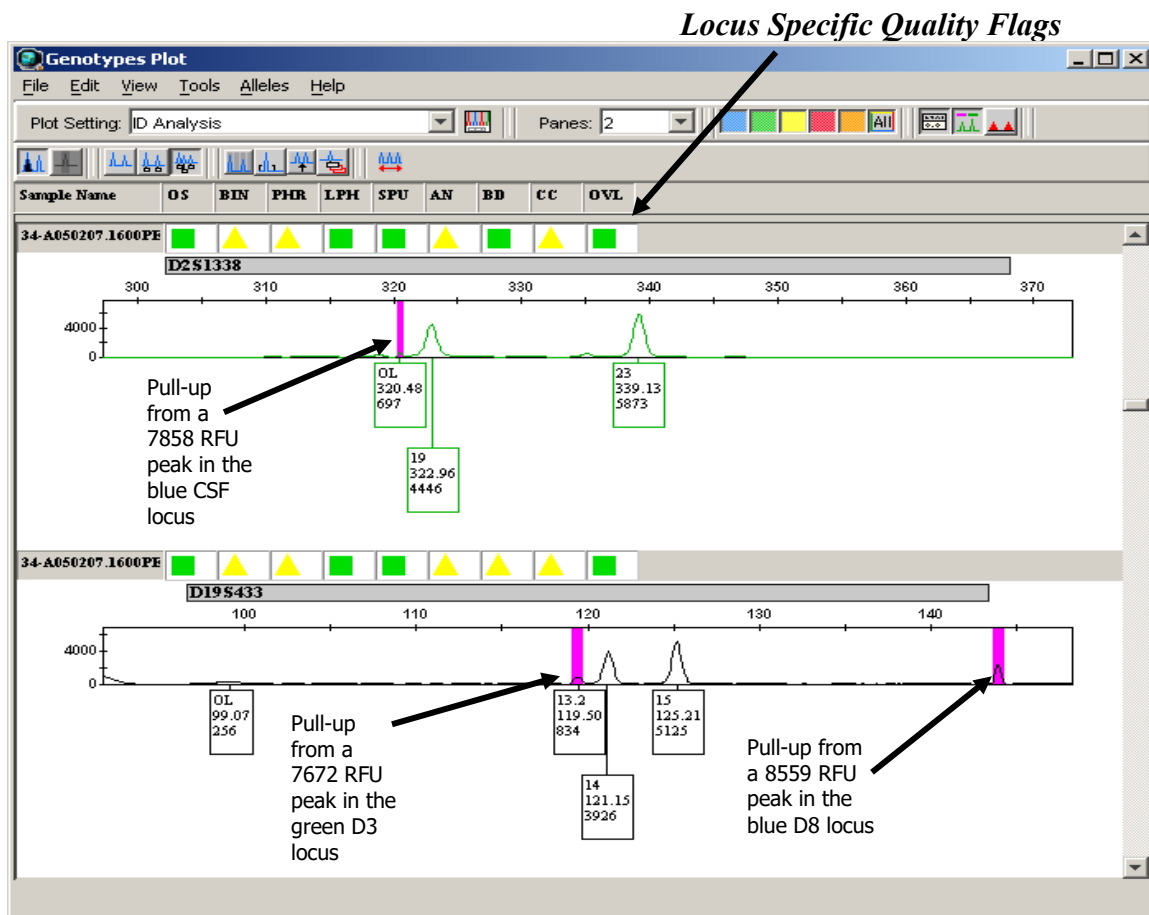 Locus Specific Quality Flags
Genotypes Plot
File Edit View Tools Alleles Help
Plot Setting: ID Analysis Panes: 2 All
Sample Name OS BIN PHR LPH SPU AN BD CC OVL
34-A050207.1600PE
D2S1338
300 310 320 330 340 350 360 370
4000
0
OL
320.48
697
23
339.13
5873
19
322.96
4446
Pull-up
from a
7858 RFU
peak in the
blue CSF
locus
34-A050207.1600PE
D19S433
100 110 120 130 140
4000
0
OL
99.07
256
13.2
119.50
834
15
125.21
5125
14
121.15
3926
Pull-up
from a
7672 RFU
peak in the
green D3
locus
Pull-up from
a 8559 RFU
peak in the
blue D8 locus